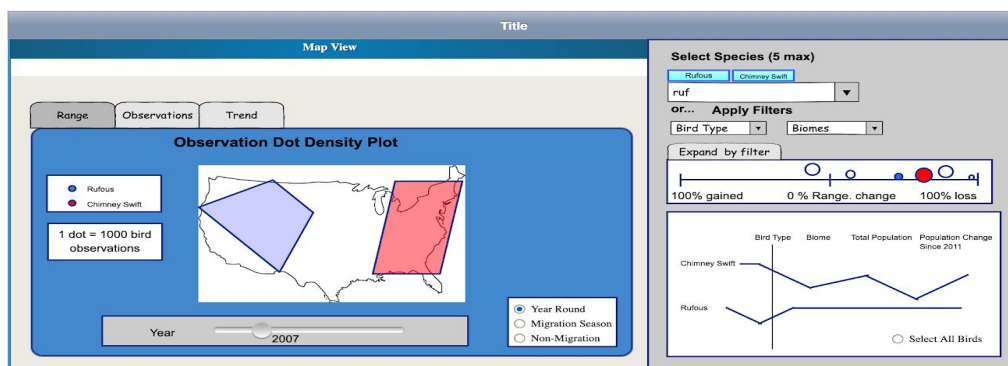 Title
Map View
Range
Observations
Trend
Observation Dot Density Plot
Rufous
Chimney Swift
1 dot = 1000 bird
observations
Year Round
Migration Season
Non-Migration
Year
2007
Select Species (5 max)
Rufous
Chimney Swift
ruf
or... Apply Filters
Bird Type
Biomes
Expand by filter
100% gained 0 % Range. change 100% loss
Bird Type Biome Total Population Population Change
Since 2011
Chimney Swift
Rufous
Select All Birds